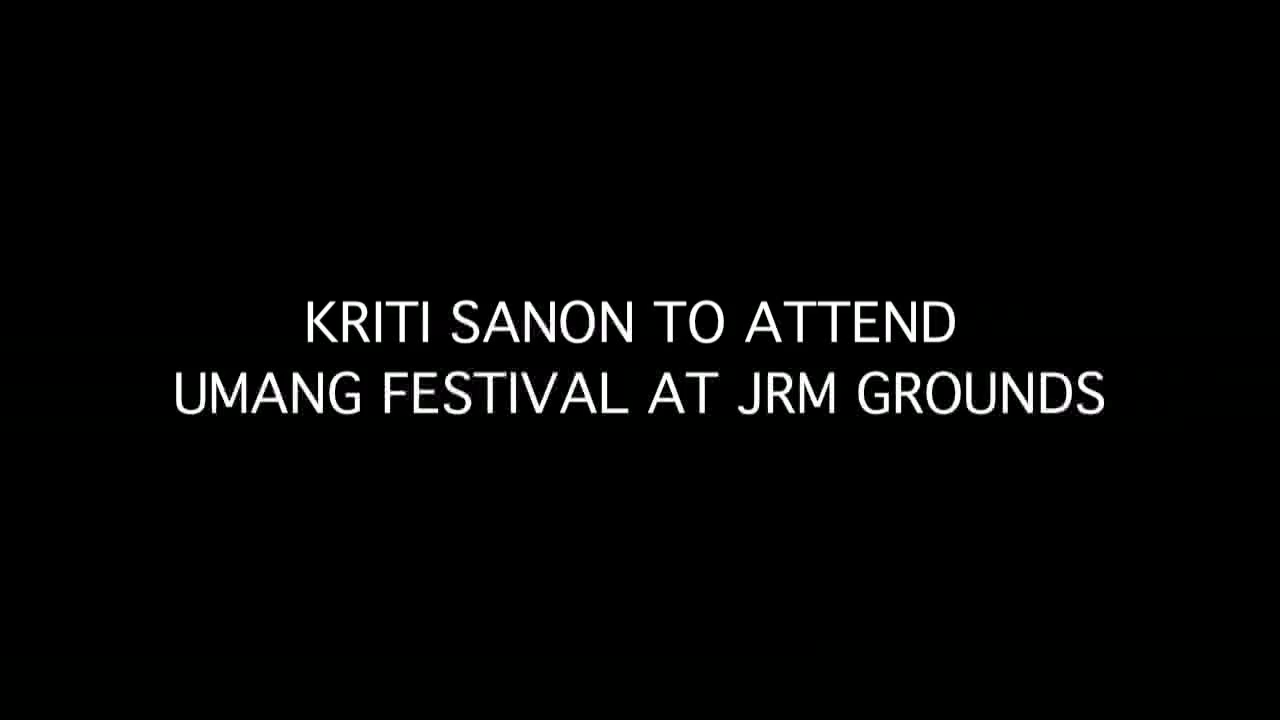 KRITI SANON TO ATTEND
UMANG FESTIVAL AT JRM GROUNDS